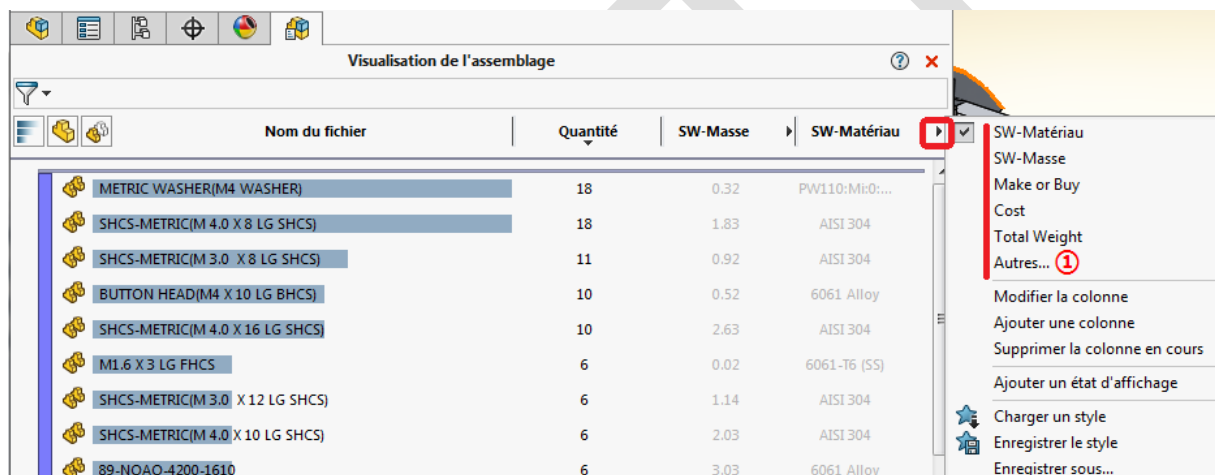 Visualisation de l'assemblage
Nom du fichier Quantité SW-Masse SW-Matériau
METRIC WASHER(M4 WASHER) 18 0.32 PW110:Mi:0:...
SHCS-METRIC(M 4.0 X 8 LG SHCS) 18 1.83 AISI 304
SHCS-METRIC(M 3.0 X 8 LG SHCS) 11 0.92 AISI 304
BUTTON HEAD(M4 X 10 LG BHCS) 10 0.52 6061 Alloy
SHCS-METRIC(M 4.0 X 16 LG SHCS) 10 2.63 AISI 304
M1.6 X 3 LG FHCS 6 0.02 6061-T6 (SS)
SHCS-METRIC(M 3.0 X 12 LG SHCS) 6 1.14 AISI 304
SHCS-METRIC(M 4.0 X 10 LG SHCS) 6 2.03 AISI 304
89-NOAO-4200-1610 6 3.03 6061 Alloy
SW-Matériau
SW-Masse
Make or Buy
Cost
Total Weight
Autres... ①
Modifier la colonne
Ajouter une colonne
Supprimer la colonne en cours
Ajouter un état d'affichage
Charger un style
Enregistrer le style
Enregistrer sous...